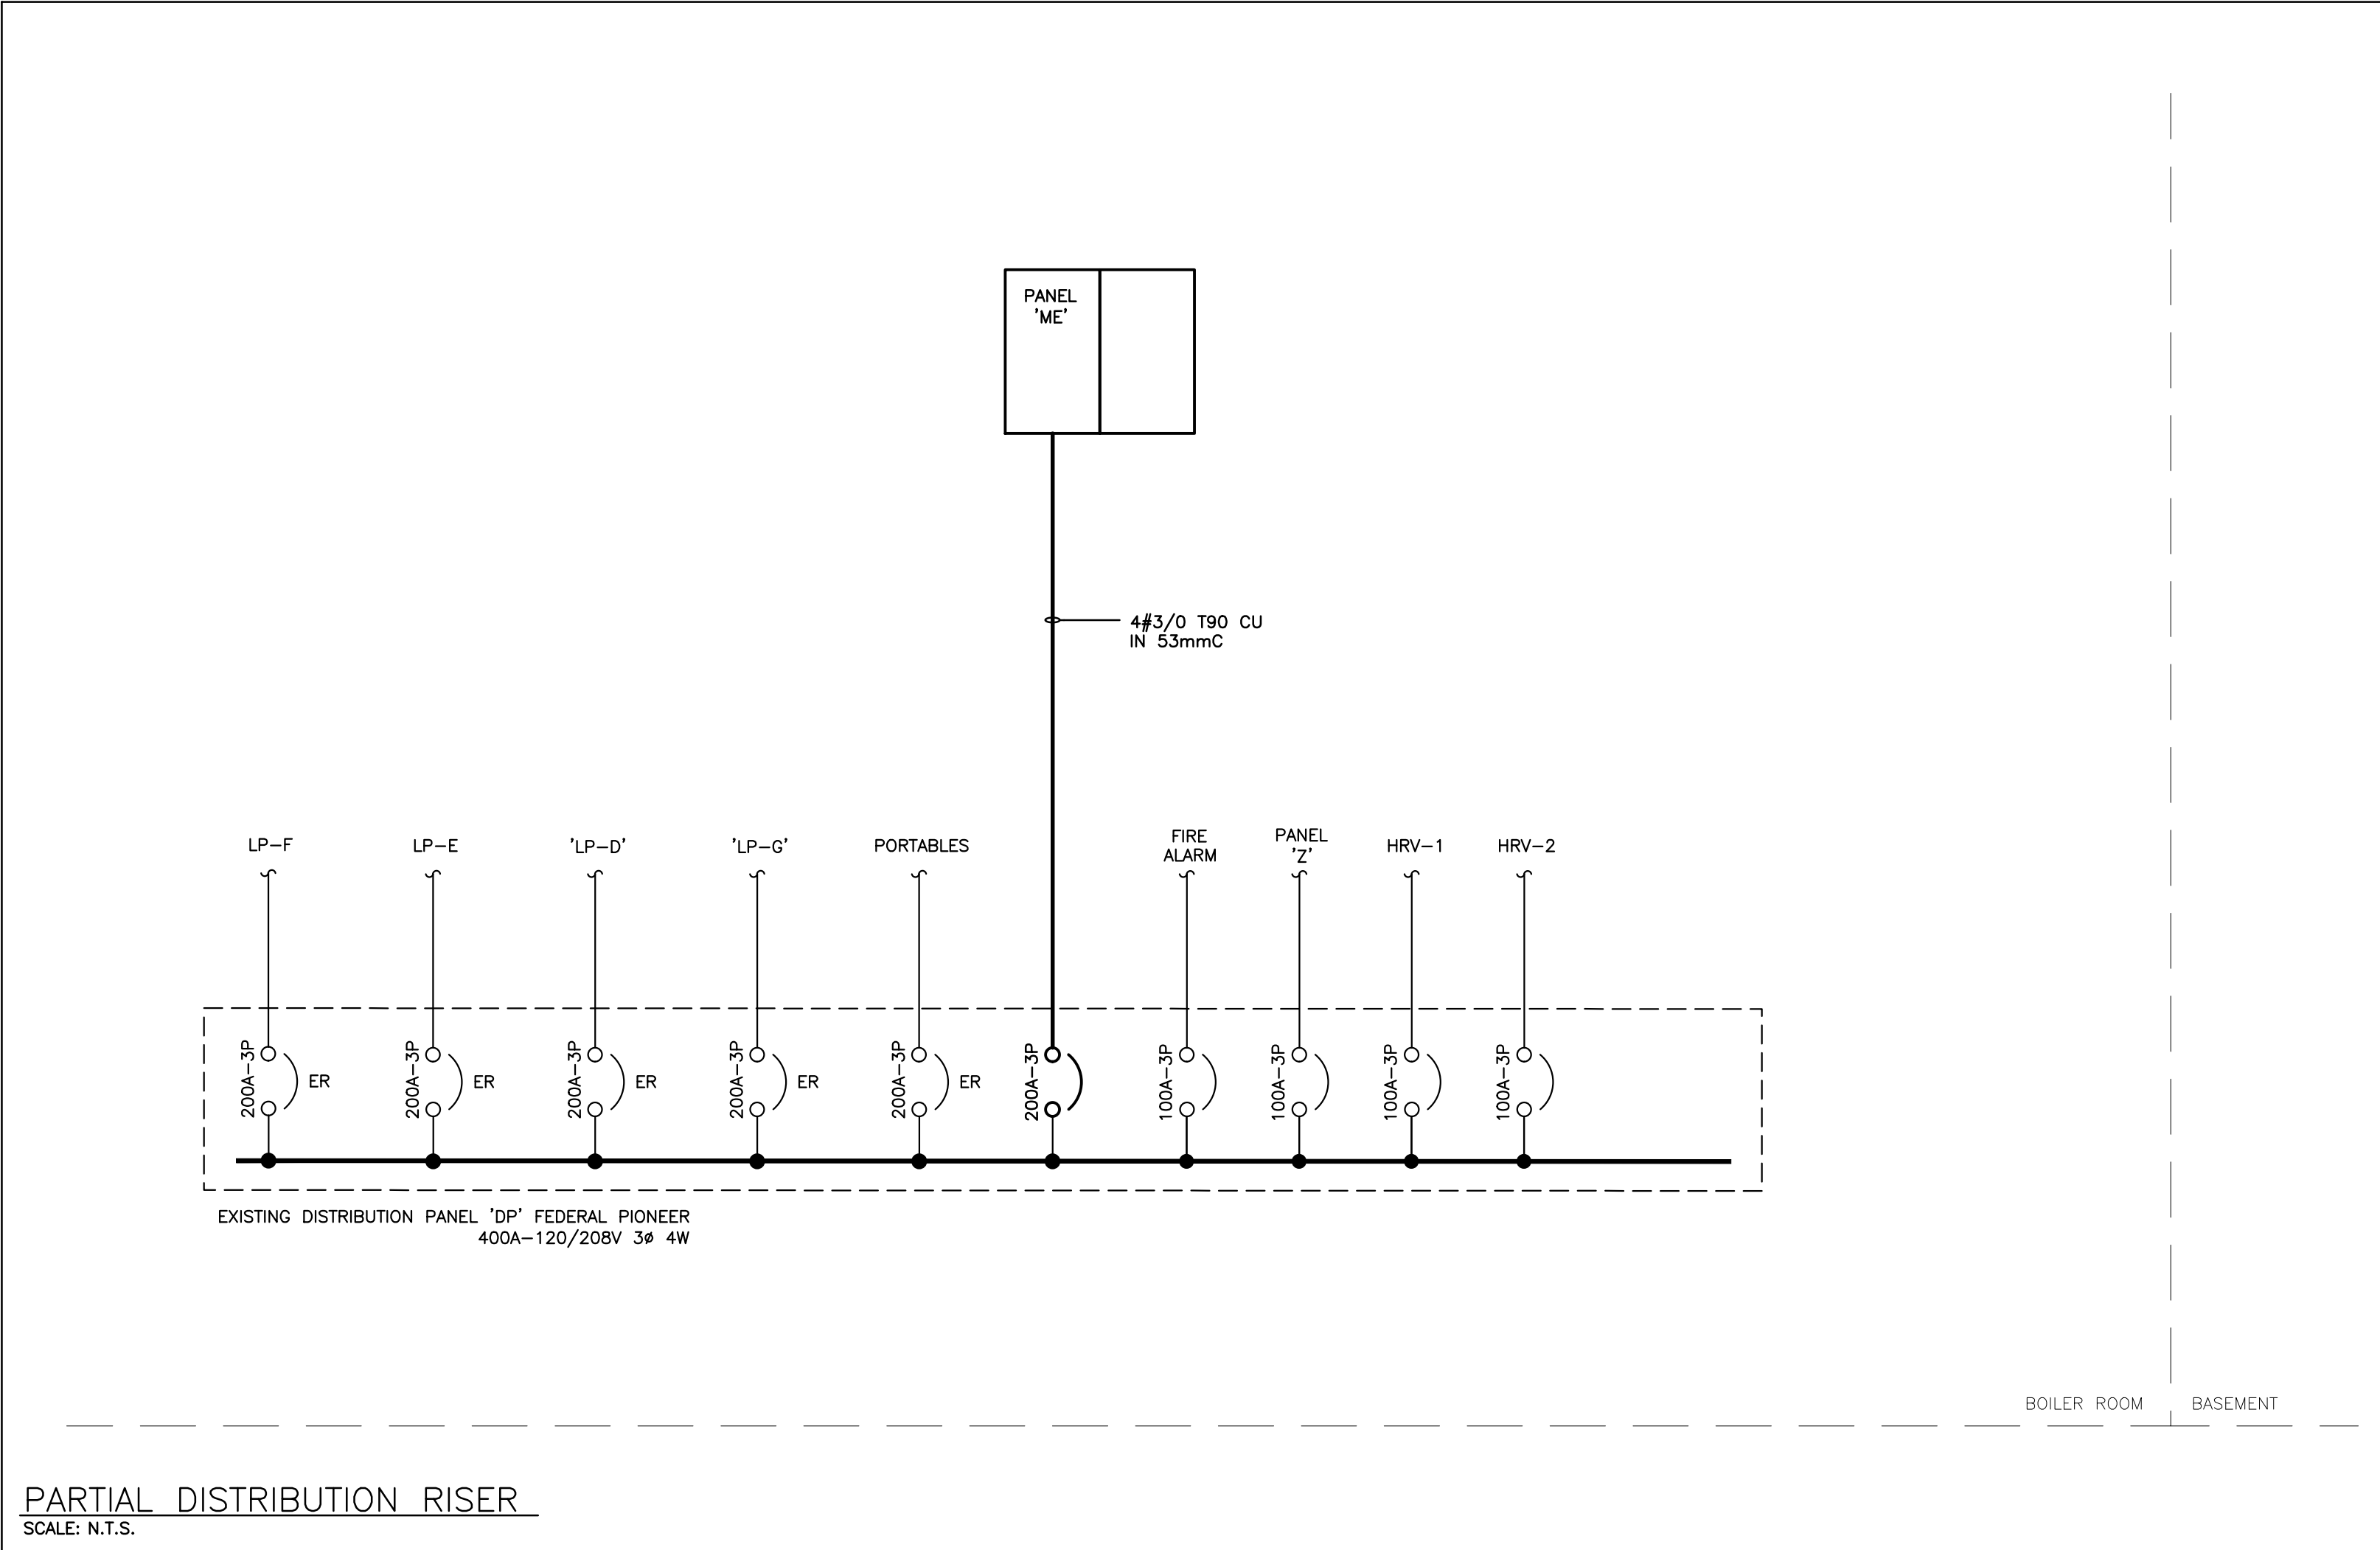 PANEL
'ME'
4#3/0 T90 CU
IN 53mmC
LP-F
LP-E
'LP-D'
'LP-G'
PORTABLES
FIRE
ALARM
PANEL
'Z'
HRV-1
HRV-2
200A-3P
ER
200A-3P
ER
200A-3P
ER
200A-3P
ER
200A-3P
ER
200A-3P
100A-3P
100A-3P
100A-3P
100A-3P
EXISTING DISTRIBUTION PANEL 'DP' FEDERAL PIONEER
400A-120/208V 3ø 4W
BOILER ROOM
BASEMENT
PARTIAL DISTRIBUTION RISER
SCALE: N.T.S.